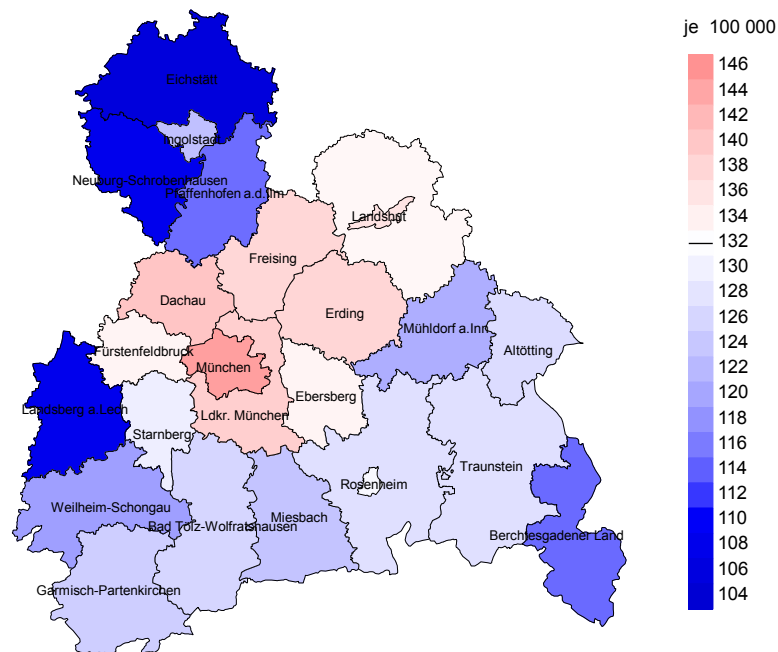 je 100 000
146
144
142
140
138
136
134
132
130
128
126
124
122
120
118
116
114
112
110
108
106
104
Eichstätt
Ingolstadt
Neuburg-Schrobenhausen
Pfaffenhofen a.d.Ilm
Landshut
Freising
Dachau
Erding
Mühldorf a.Inn
Altötting
Fürstenfeldbruck
München
Ebersberg
Landsberg a.Lech
Ldkr. München
Starnberg
Traunstein
Rosenheim
Weilheim-Schongau
Miesbach
Bad Tölz-Wolfratshausen
Berchtesgadener Land
Garmisch-Partenkirchen